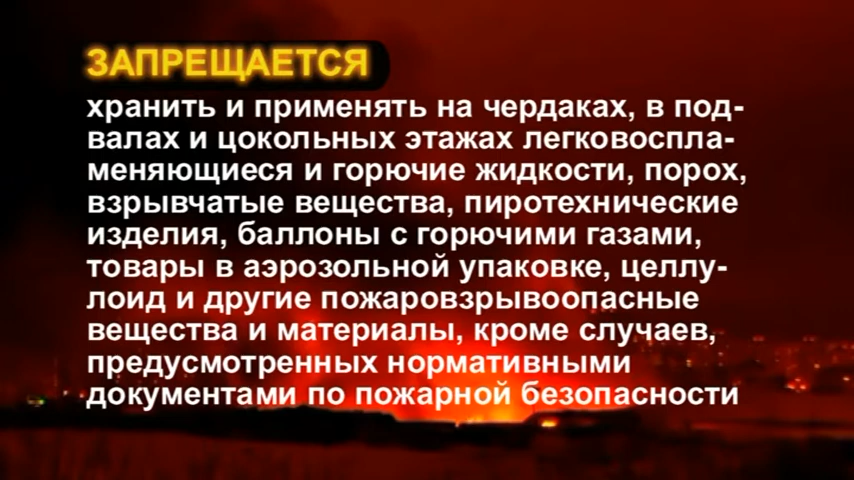 ЗАПРЕЩАЕТСЯ
хранить и применять на чердаках, в под-
валах и цокольных этажах легковоспла-
меняющиеся и горючие жидкости, порох,
взрывчатые вещества, пиротехнические
изделия, баллоны с горючими газами,
товары в аэрозольной упаковке, целлу-
лоид и другие пожаровзрывоопасные
вещества и материалы, кроме случаев,
предусмотренных нормативными
документами по пожарной безопасности